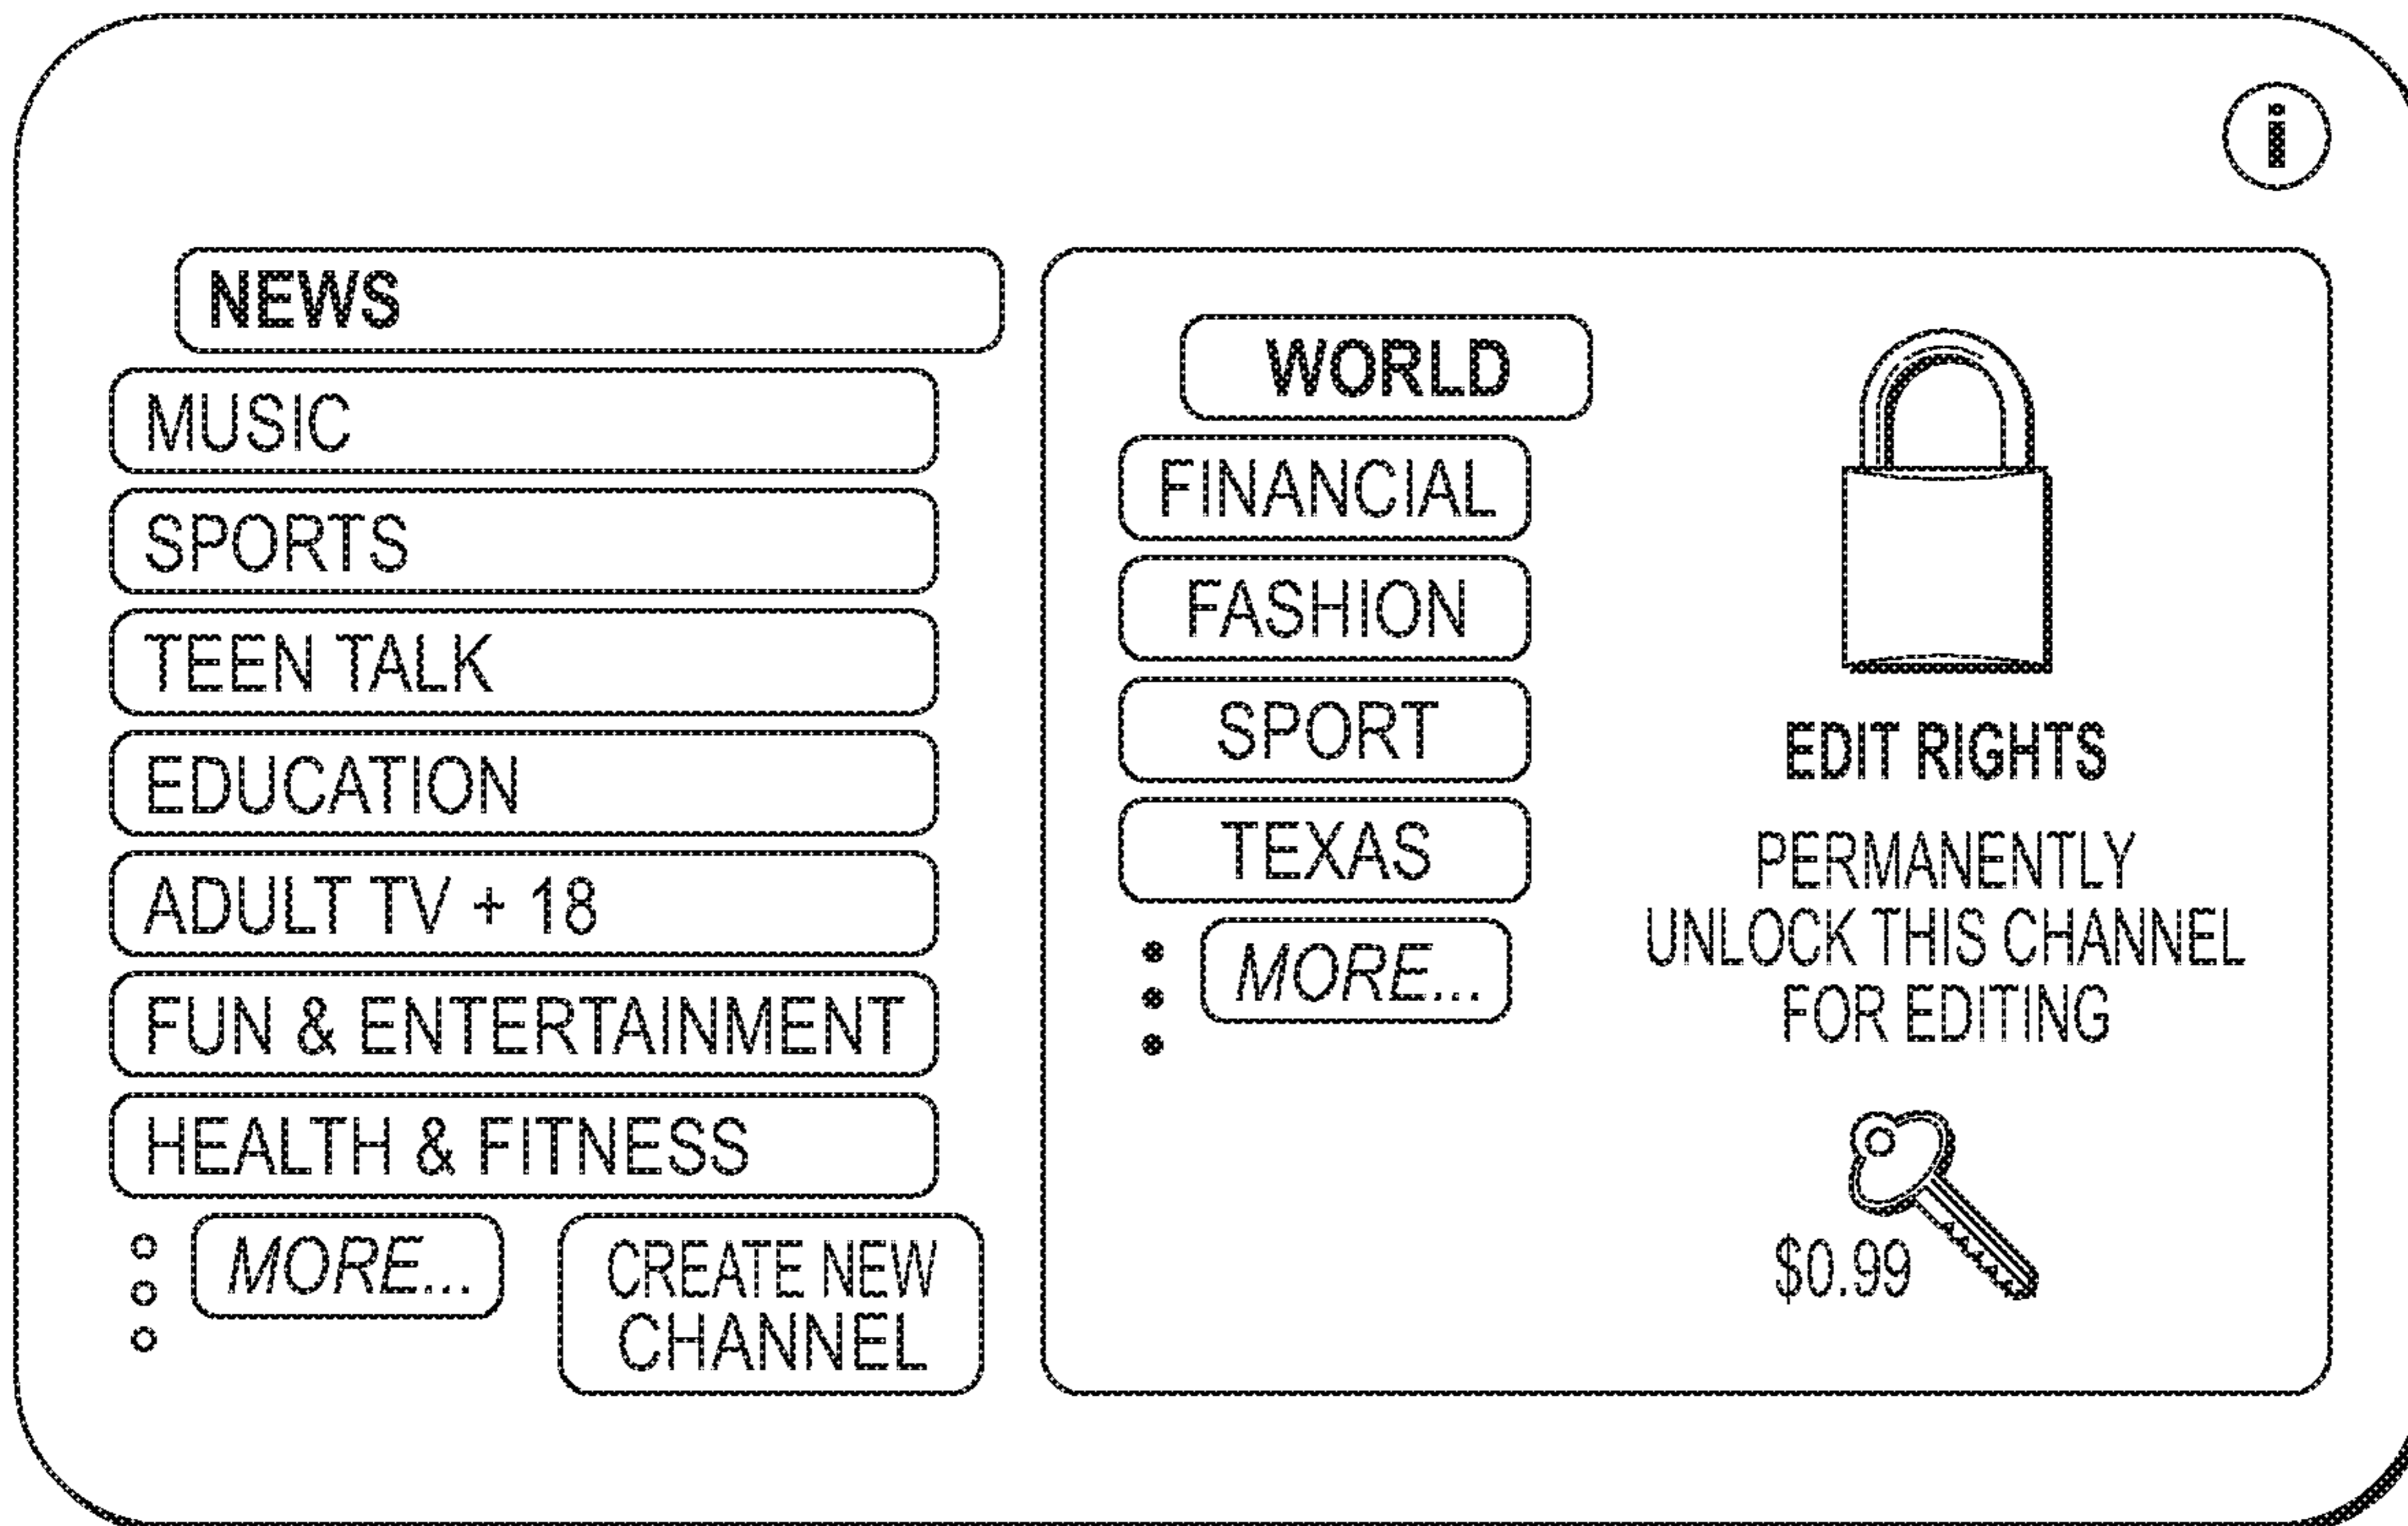 i
NEWS
MUSIC
SPORTS
TEEN TALK
EDUCATION
ADULT TV + 18
FUN & ENTERTAINMENT
HEALTH & FITNESS
MORE...
CREATE NEW
CHANNEL
WORLD
FINANCIAL
FASHION
SPORT
TEXAS
MORE...
EDIT RIGHTS
PERMANENTLY
UNLOCK THIS CHANNEL
FOR EDITING
$0.99